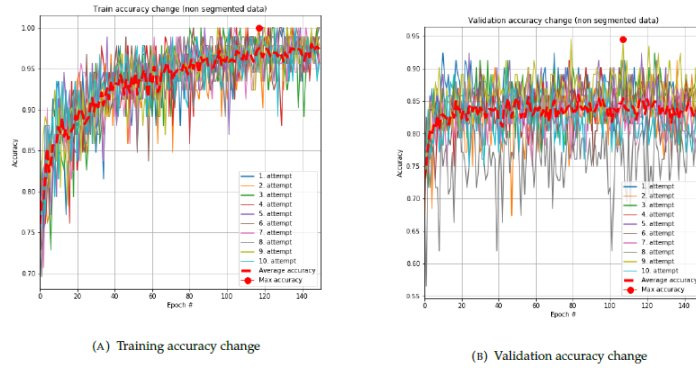 Train accuracy change (non segmented data)
1.00
0.95
0.90
0.85
0.80
0.75
0.70
Accuracy
0
20
40
60
80
100
120
140
Epoch #
1. attempt
2. attempt
3. attempt
4. attempt
5. attempt
6. attempt
7. attempt
8. attempt
9. attempt
10. attempt
Average accuracy
Max accuracy
(A) Training accuracy change
Validation accuracy change (non segmented data)
0.95
0.90
0.85
0.80
0.75
0.70
0.65
0.60
0.55
Accuracy
0
20
40
60
80
100
120
140
Epoch #
1. attempt
2. attempt
3. attempt
4. attempt
5. attempt
6. attempt
7. attempt
8. attempt
9. attempt
10. attempt
Average accuracy
Max accuracy
(B) Validation accuracy change